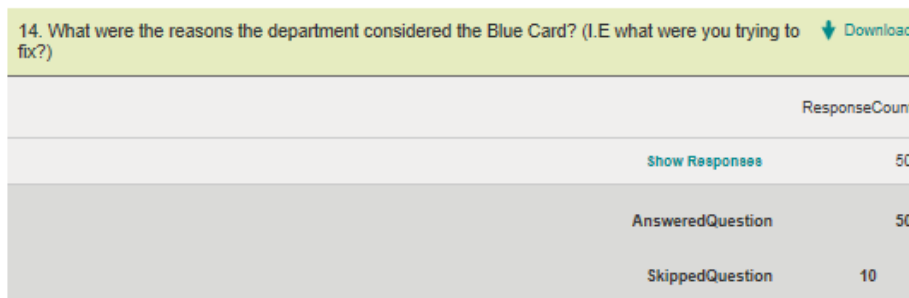 14. What were the reasons the department considered the Blue Card? (I.E what were you trying to
fix?)
Download
ResponseCount
Show Responses 50
AnsweredQuestion 50
SkippedQuestion 10